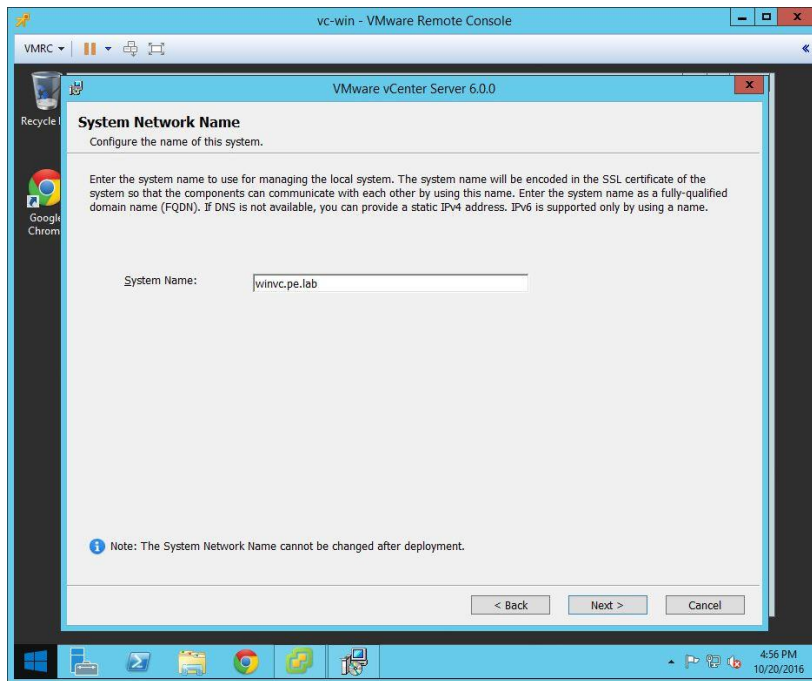 vc-win - VMware Remote Console
VMRC
VMware vCenter Server 6.0.0
Recycle
System Network Name
Configure the name of this system.
Enter the system name to use for managing the local system. The system name will be encoded in the SSL certificate of the
system so that the components can communicate with each other by using this name. Enter the system name as a fully-qualified
domain name (FQDN). If DNS is not available, you can provide a static IPv4 address. IPv6 is supported only by using a name.
Google
Chrom
System Name:
winvc.pe.lab
Note: The System Network Name cannot be changed after deployment.
< Back
Next >
Cancel
4:56 PM
10/20/2016